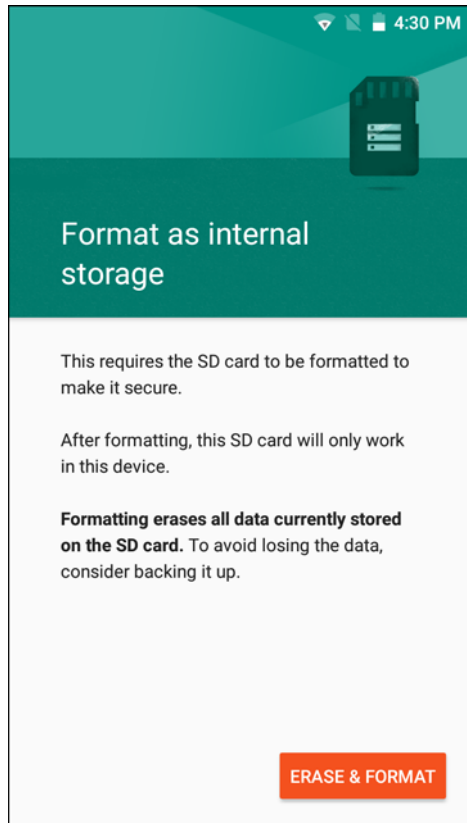 4:30 PM
Format as internal
storage
This requires the SD card to be formatted to
make it secure.
After formatting, this SD card will only work
in this device.
Formatting erases all data currently stored
on the SD card. To avoid losing the data,
consider backing it up.
ERASE & FORMAT